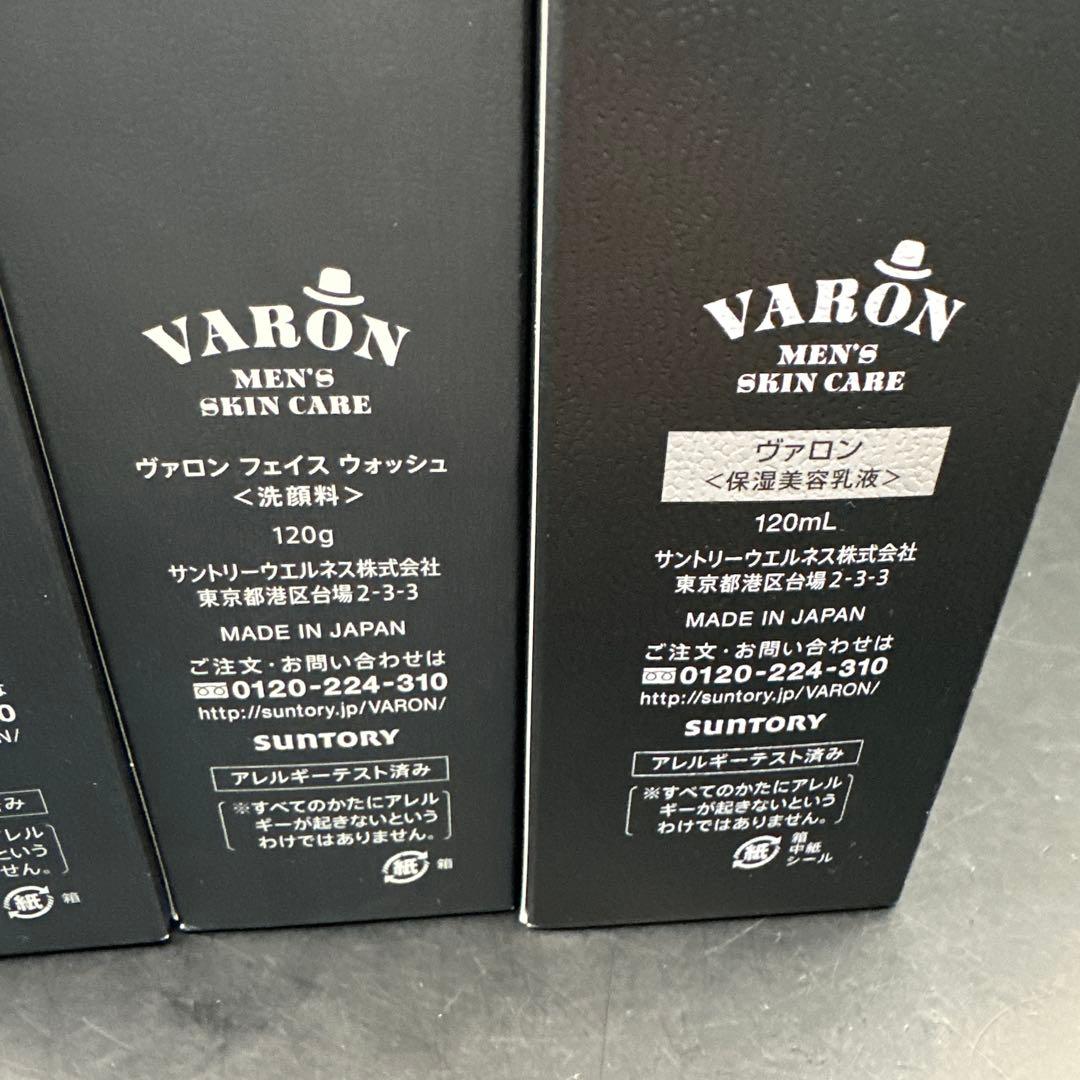 0
N/
み
レル
という
せん。
紙 箱
VARON
MEN'S
SKIN CARE
ヴァロン フェイス ウォッシュ
<洗顔料>
120g
サントリーウエルネス株式会社
東京都港区台場2-3-3
MADE IN JAPAN
ご注文・お問い合わせは
0120-224-310
http://suntory.jp/VARON/
SUNTORY
アレルギーテスト済み
※すべてのかたにアレル
ギーが起きないという
わけではありません。
紙 箱
VARON
MEN'S
SKIN CARE
ヴァロン
<保湿美容乳液>
120mL
サントリーウエルネス株式会社
東京都港区台場2-3-3
MADE IN JAPAN
ご注文・お問い合わせは
0120-224-310
http://suntory.jp/VARON/
SUNTORY
アレルギーテスト済み
※すべてのかたにアレル
ギーが起きないという
わけではありません。
紙 箱
中紙
シール